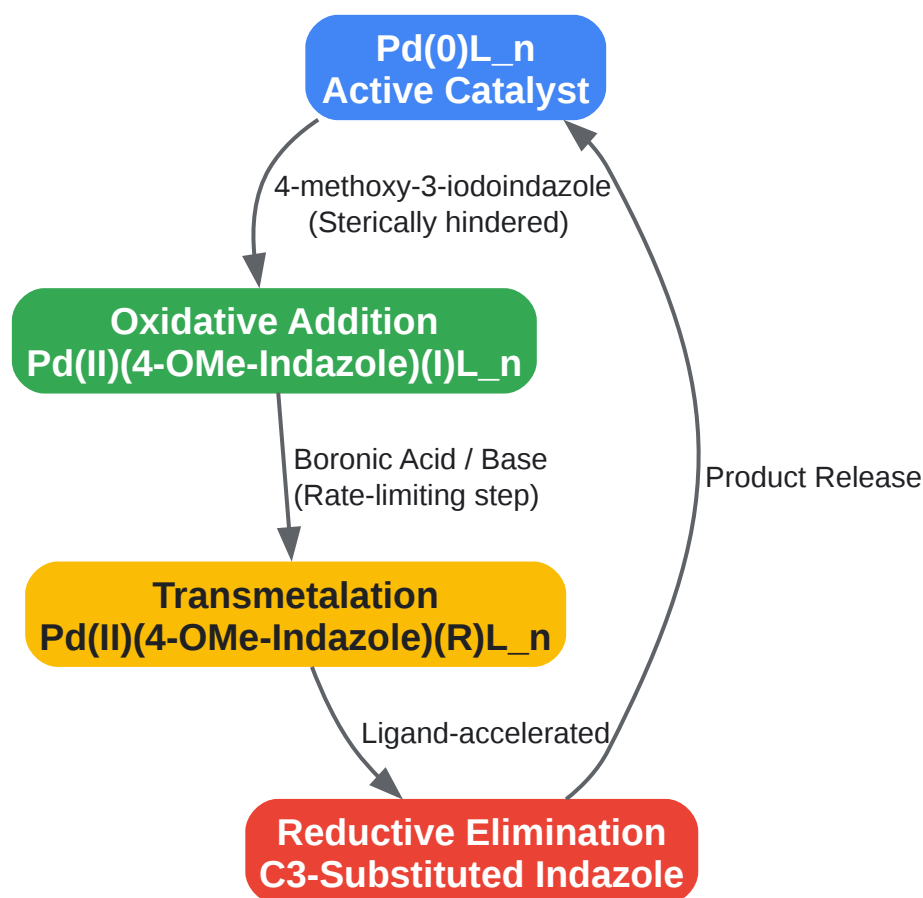 Pd(0)L_n
Active Catalyst
4-methoxy-3-iodoindazole
(Sterically hindered)
Oxidative Addition
Pd(II)(4-OMe-Indazole)(I)L_n
Boronic Acid / Base
(Rate-limiting step)
Product Release
Transmetalation
Pd(II)(4-OMe-Indazole)(R)L_n
Ligand-accelerated
Reductive Elimination
C3-Substituted Indazole